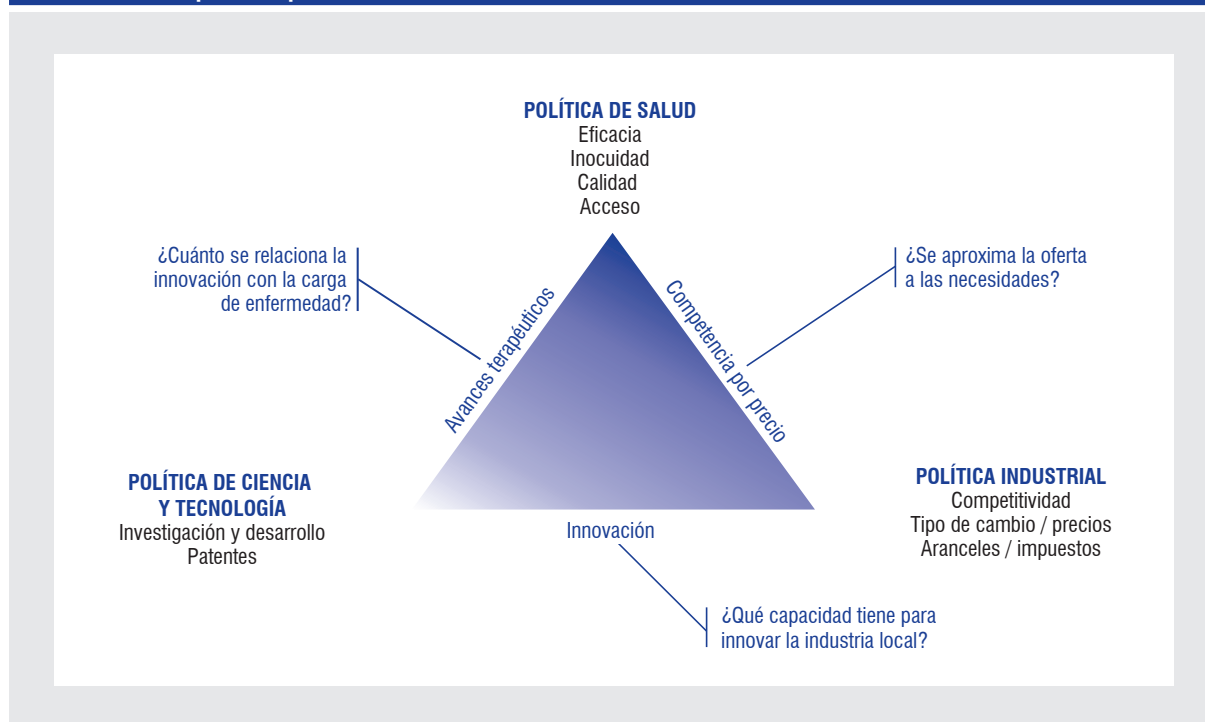 POLÍTICA DE SALUD
Eficacia
Inocuidad
Calidad
Acceso
¿Cuánto se relaciona la
innovación con la carga
de enfermedad?
¿Se aproxima la oferta
a las necesidades?
Avances terapéuticos
Competencia por precio
POLÍTICA DE CIENCIA
Y TECNOLOGÍA
Investigación y desarrollo
Patentes
POLÍTICA INDUSTRIAL
Competitividad
Tipo de cambio / precios
Aranceles / impuestos
Innovación
¿Qué capacidad tiene para
innovar la industria local?